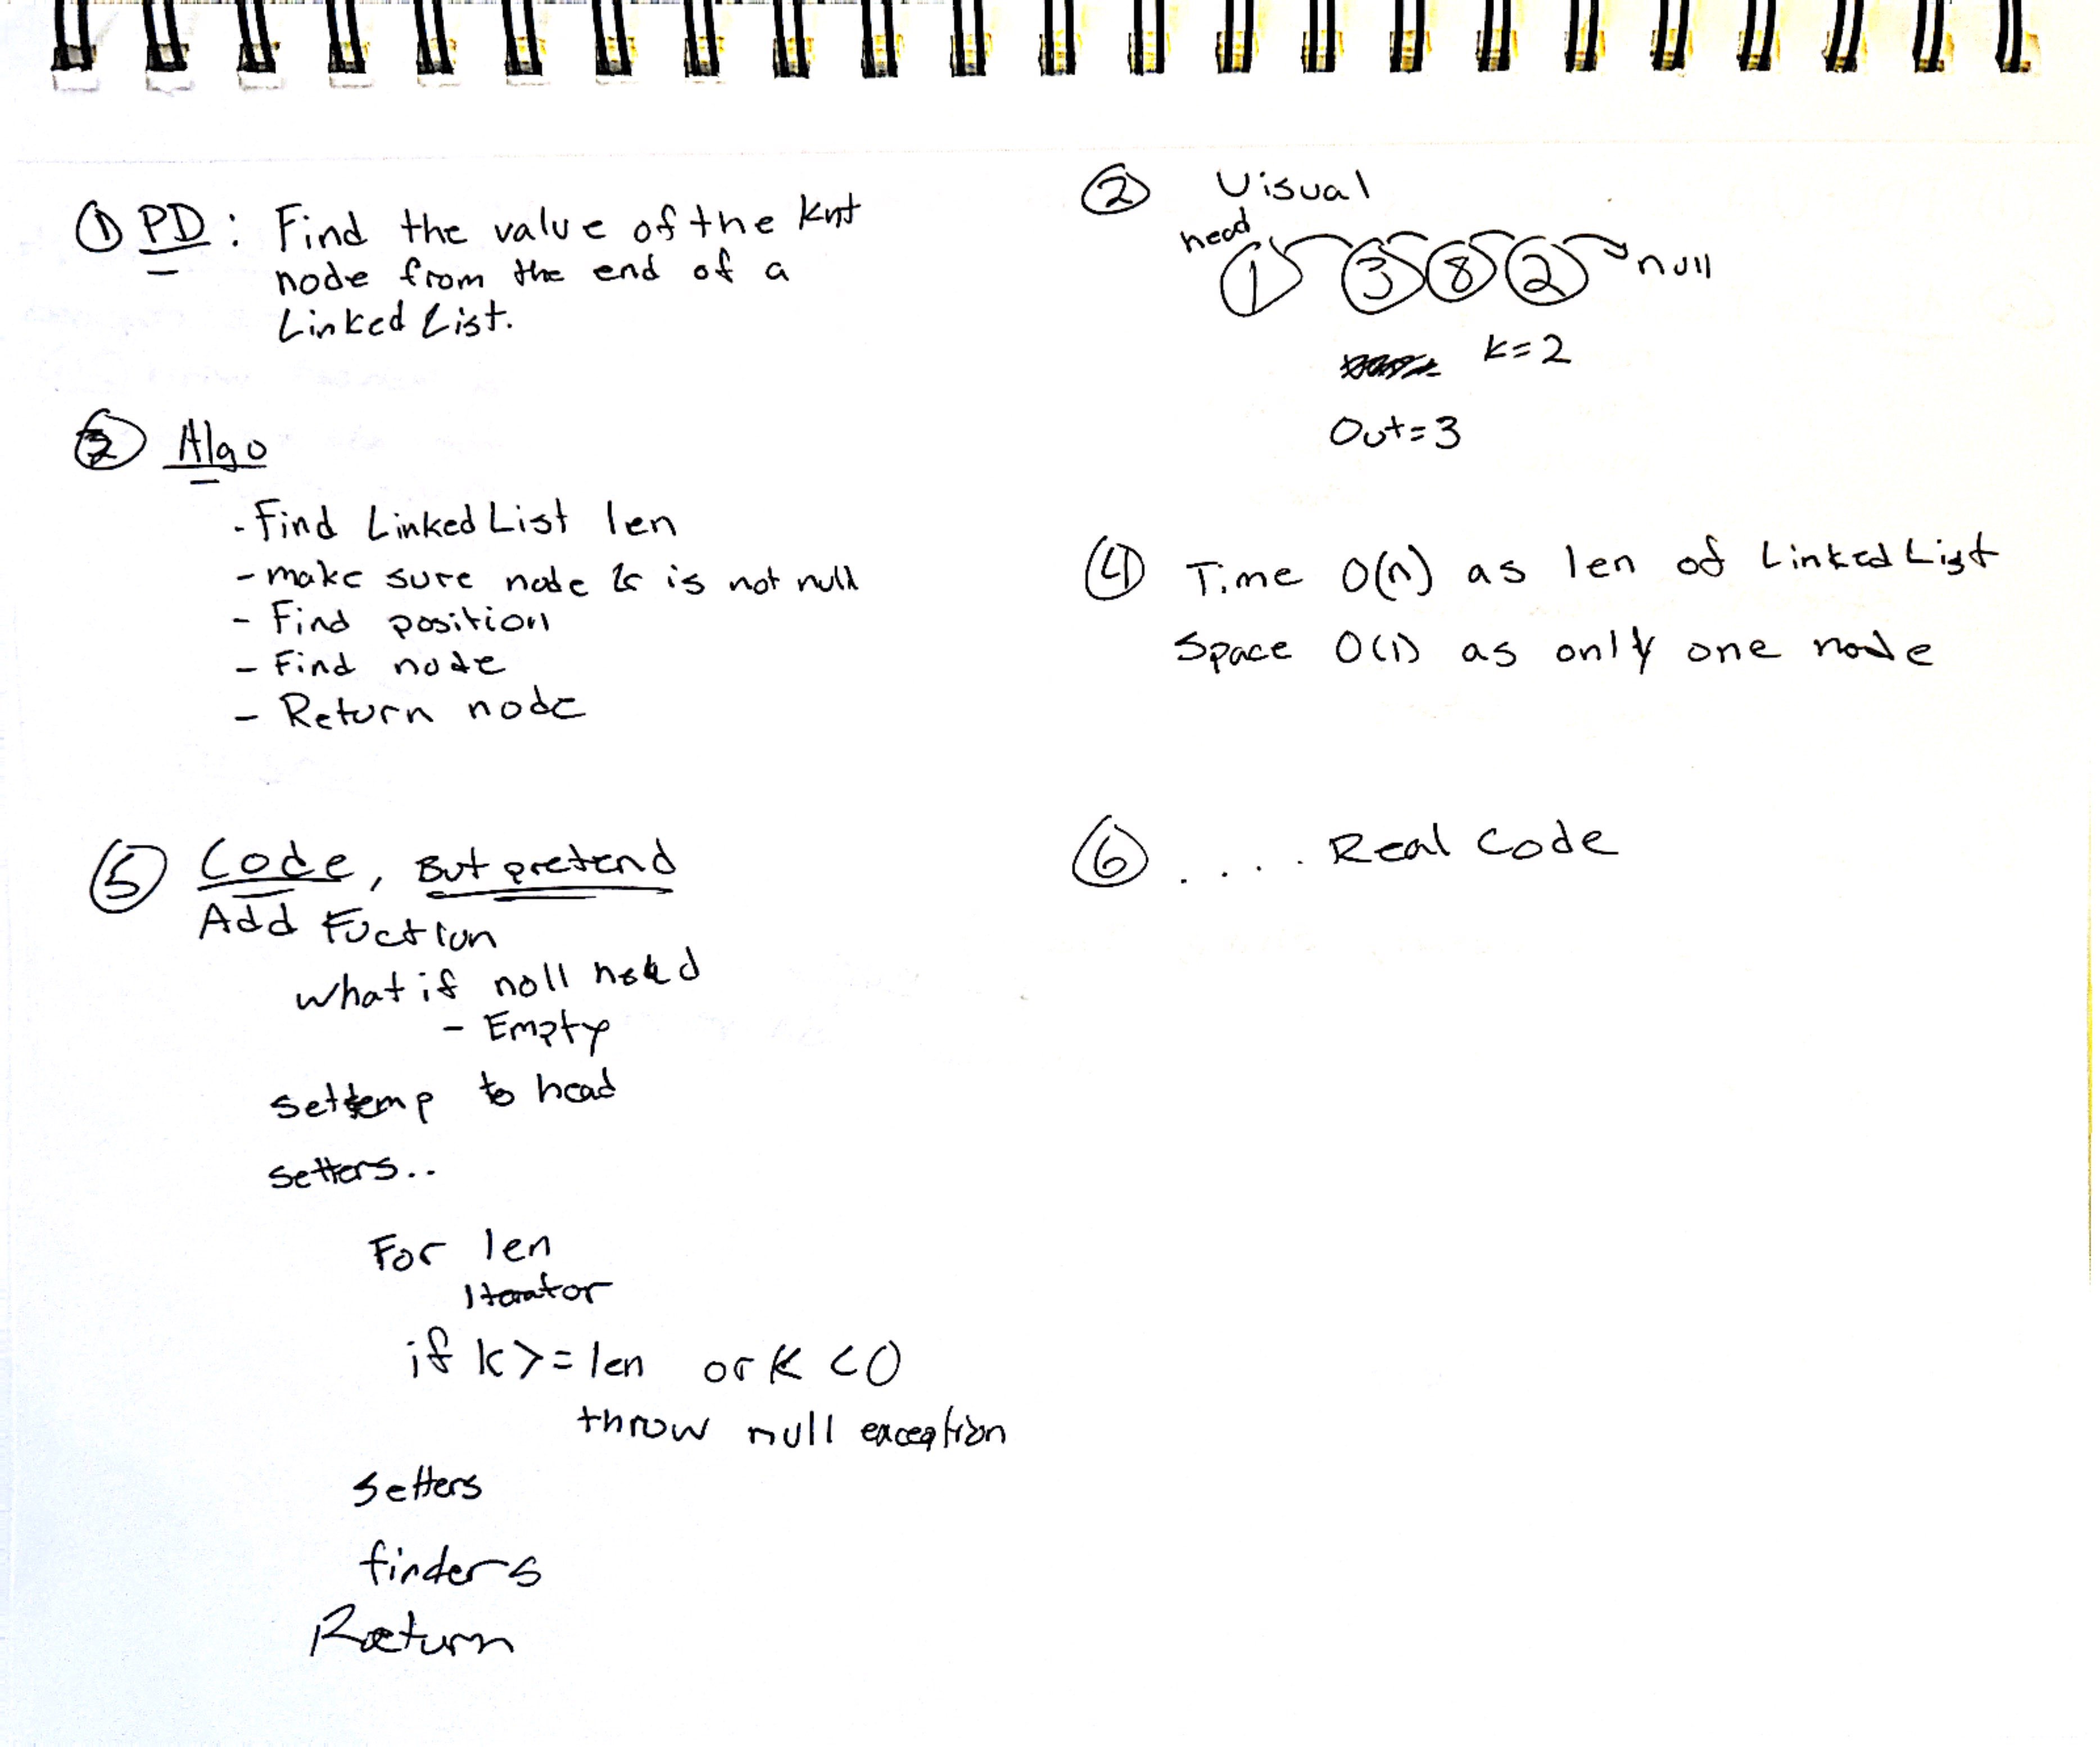 ① PD: Find the value of the Knt
node from the end of a
Linked List.
② Visual
head
1 3 8 2 null
k=2
Out=3
③ Algo
- Find Linked List len
- make sure node k is not null
- Find position
- Find node
- Return node
④ Time O(n) as len of Linked List
Space O(1) as only one node
⑤ Code, But pretend
Add Fuction
what if noll head
- Empty
set temp to head
setters..
For len
Iterator
if k >= len or K < 0
throw null exception
setters
finders
Return
⑥ .... Real Code